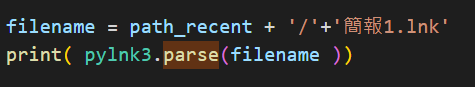 filename = path_recent + '/'+'簡報1.lnk'
print( pylnk3.parse(filename ))